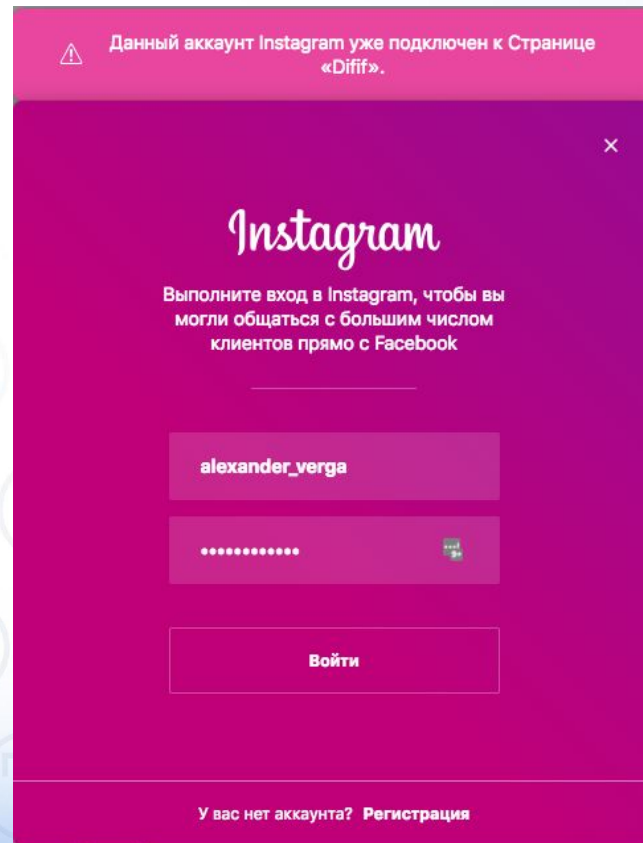 Данный аккаунт Instagram уже подключен к Странице
«Difif».
Instagram
Выполните вход в Instagram, чтобы вы
могли общаться с большим числом
клиентов прямо с Facebook
alexander_verga
••••••••••••
Войти
У вас нет аккаунта? Регистрация